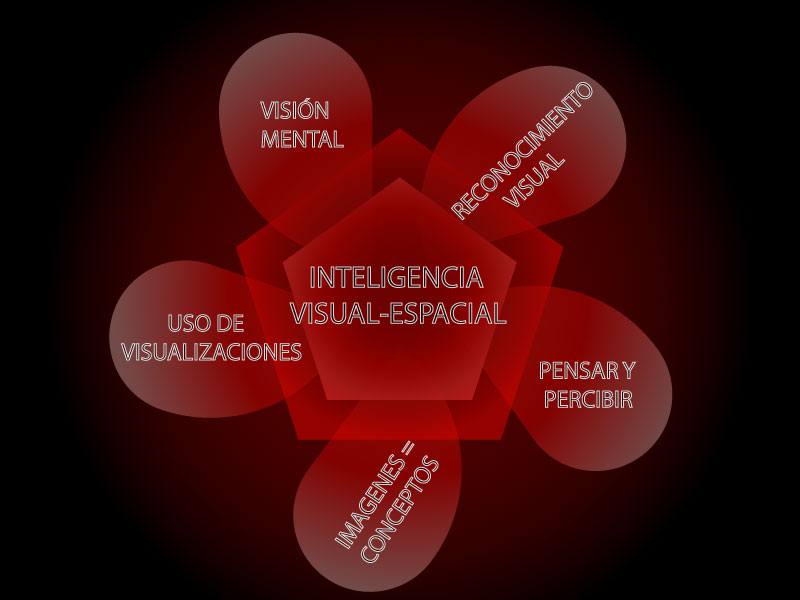 VISIÓN
MENTAL
RECONOCIMIENTO
VISUAL
INTELIGENCIA
VISUAL-ESPACIAL
USO DE
VISUALIZACIONES
PENSAR Y
PERCIBIR
IMAGENES =
CONCEPTOS